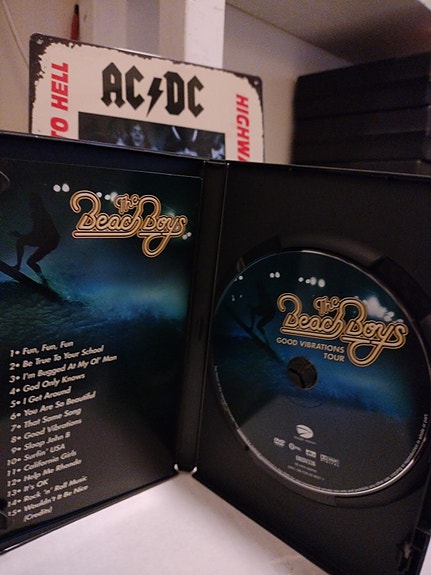 AC DC
TO HELL
HIGHWA
The
Beach Boys
1• Fun, Fun, Fun
2• Be True To Your School
3• I'm Bugged At My Ol' Man
4• God Only Knows
5• I Get Around
6• You Are So Beautiful
7• That Same Song
8• Good Vibrations
9• Sloop John B
10• Surfin' USA
11• California Girls
12• Help Me Rhonda
13• It's OK
14• Rock 'n' Roll Music
15• Wouldn't It Be Nice
(Credits)
The
Beach Boys
GOOD VIBRATIONS
TOUR